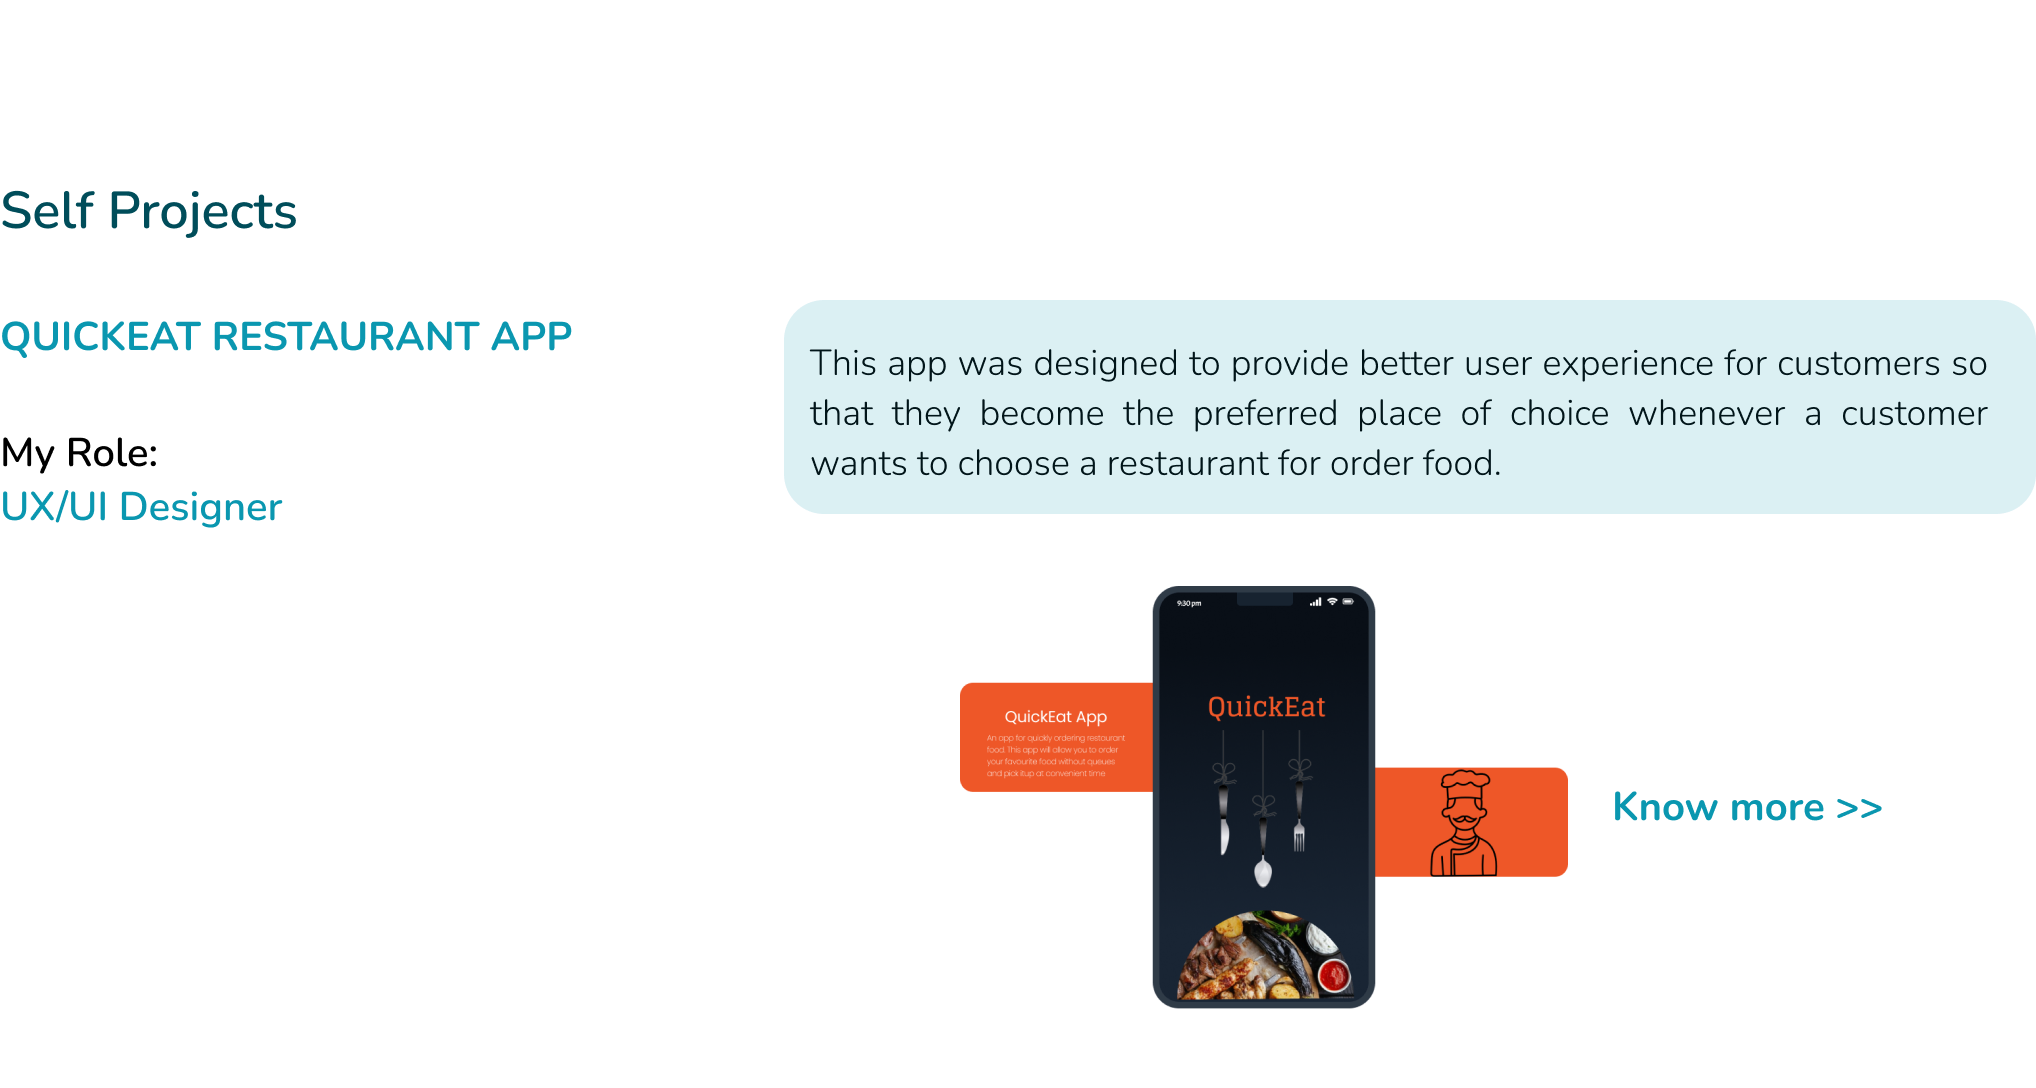 Self Projects
QUICKEAT RESTAURANT APP
My Role:
UX/UI Designer
This app was designed to provide better user experience for customers so
that they become the preferred place of choice whenever a customer
wants to choose a restaurant for order food.
9:30 pm
QuickEat
QuickEat App
An app for quickly ordering restaurant
food. This app will allow you to order
your favourite food without queues
and pick itup at convenient time
Know more >>